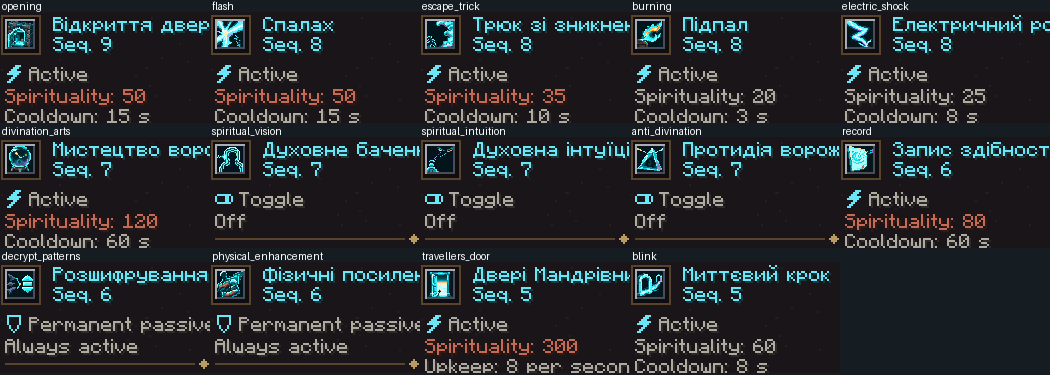 opening
Відкриття двер
Seq. 9
Active
Spirituality: 50
Cooldown: 15 s
flash
Спалах
Seq. 8
Active
Spirituality: 50
Cooldown: 15 s
escape_trick
Трюк зі зникнен
Seq. 8
Active
Spirituality: 35
Cooldown: 10 s
burning
Підпал
Seq. 8
Active
Spirituality: 20
Cooldown: 3 s
electric_shock
Електричний ро
Seq. 8
Active
Spirituality: 25
Cooldown: 8 s
divination_arts
Мистецтво воро
Seq. 7
Active
Spirituality: 120
Cooldown: 60 s
spiritual_vision
Духовне бачен
Seq. 7
Toggle
Off
spiritual_intuition
Духовна інтуїці
Seq. 7
Toggle
Off
anti_divination
Протидія ворож
Seq. 7
Toggle
Off
record
Запис здібност
Seq. 6
Active
Spirituality: 80
Cooldown: 60 s
decrypt_patterns
Розшифрування
Seq. 6
Permanent passive
Always active
physical_enhancement
Фізичні посилен
Seq. 6
Permanent passive
Always active
travellers_door
Двері Мандрівни
Seq. 5
Active
Spirituality: 300
Upkeep: 8 per secon
blink
Миттєвий крок
Seq. 5
Active
Spirituality: 60
Cooldown: 8 s